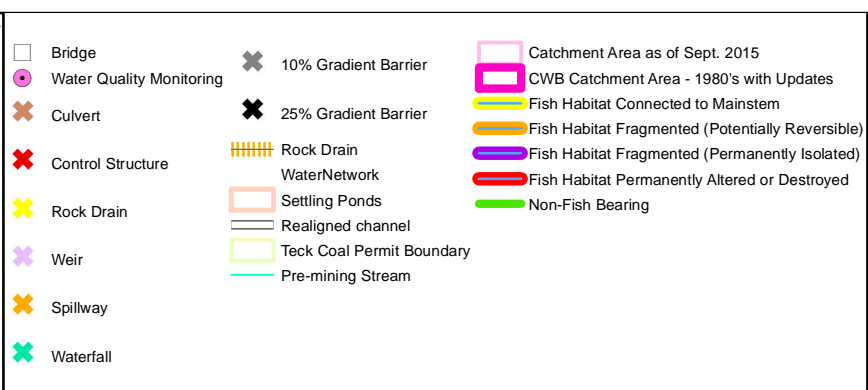 Bridge
Water Quality Monitoring
Culvert
Control Structure
Rock Drain
Weir
Spillway
Waterfall
10% Gradient Barrier
25% Gradient Barrier
Rock Drain
WaterNetwork
Settling Ponds
Realigned channel
Teck Coal Permit Boundary
Pre-mining Stream
Catchment Area as of Sept. 2015
CWB Catchment Area - 1980's with Updates
Fish Habitat Connected to Mainstem
Fish Habitat Fragmented (Potentially Reversible)
Fish Habitat Fragmented (Permanently Isolated)
Fish Habitat Permanently Altered or Destroyed
Non-Fish Bearing